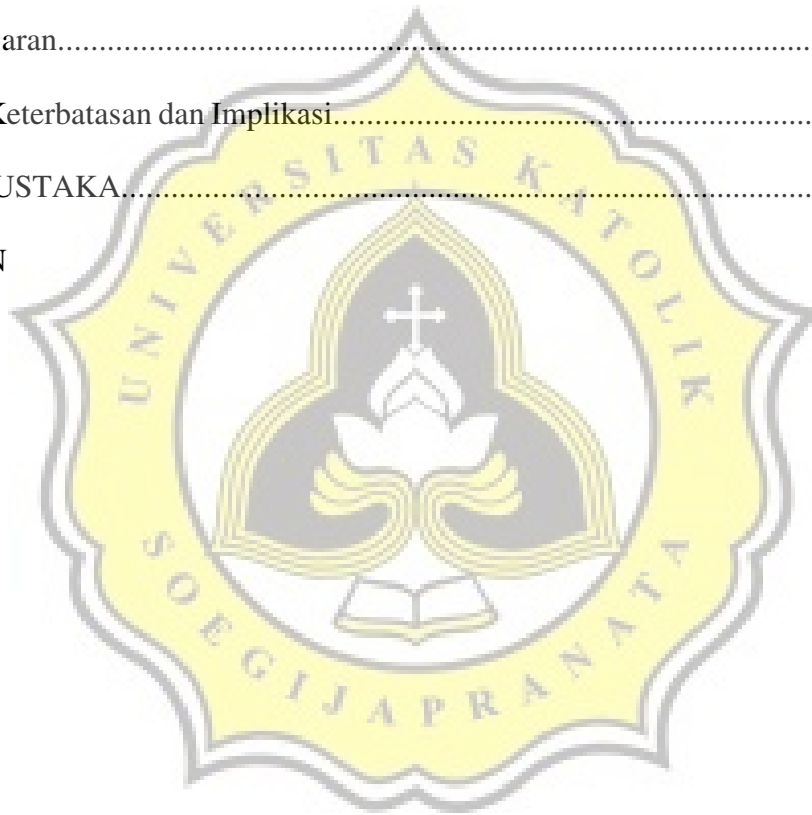 aran...............................................................................................
Keterbatasan dan Implikasi.........................................................
USTAKA...................................................................................
N
UNIVERSITAS KATOLIK
SOEGIJAPRANATA